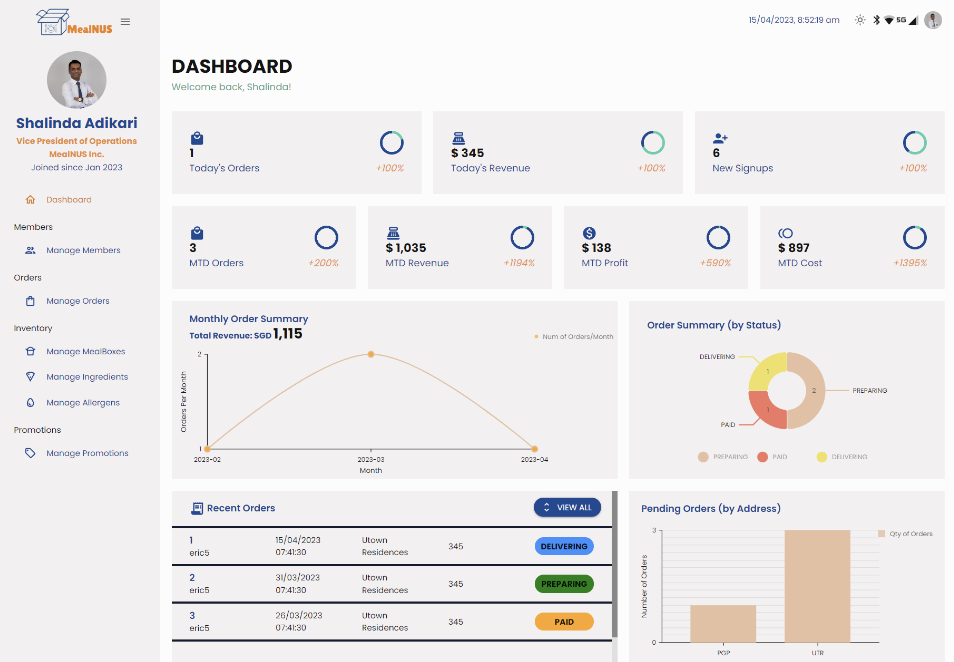 MealNUS
15/04/2023, 8:52:19 am
5G
Shalinda Adikari
Vice President of Operations
MealNUS Inc.
Joined since Jan 2023
Dashboard
Members
Manage Members
Orders
Manage Orders
Inventory
Manage MealBoxes
Manage Ingredients
Manage Allergens
Promotions
Manage Promotions
DASHBOARD
Welcome back, Shalinda!
1
Today's Orders
+100%
$ 345
Today's Revenue
+100%
6
New Signups
+100%
3
MTD Orders
+200%
$ 1,035
MTD Revenue
+1194%
$ 138
MTD Profit
+590%
$ 897
MTD Cost
+1395%
Monthly Order Summary
Total Revenue: SGD 1,115
Num of Orders/Month
Orders Per Month
2
1
2023-02
2023-03
2023-04
Month
Order Summary (by Status)
DELIVERING
1
2
PREPARING
1
PAID
PREPARING
PAID
DELIVERING
Recent Orders
VIEW ALL
1
eric5
15/04/2023
07:41:30
Utown
Residences
345
DELIVERING
2
eric5
31/03/2023
07:41:30
Utown
Residences
345
PREPARING
3
eric5
26/03/2023
07:41:30
Utown
Residences
345
PAID
Pending Orders (by Address)
Qty of Orders
Number of Orders
3
0
PGP
UTR